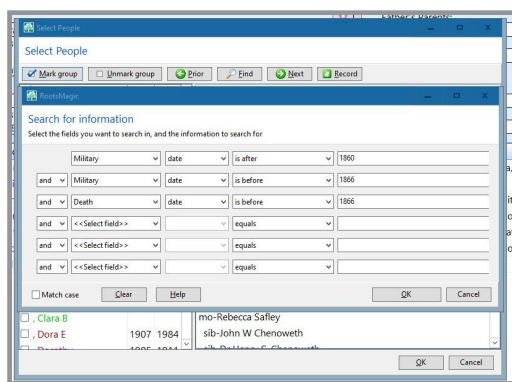 Father's Parents:
Select People
Select People
Mark group Unmark group Prior Find Next Record
RootsMagic
Search for information
Select the fields you want to search in, and the information to search for
Military date is after 1860
and Military date is before 1866
and Death date is before 1866
and <<Select field>> equals
and <<Select field>> equals
and <<Select field>> equals
Match case Clear Help OK Cancel
, Clara B mo-Rebecca Safley
, Dora E 1907 1984 sib-John W Chenoweth
OK Cancel